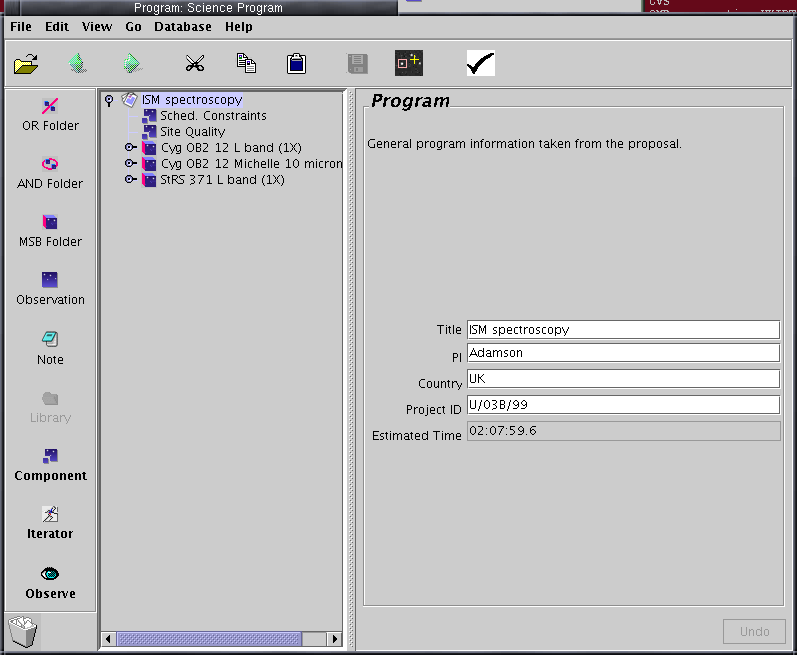 Program: Science Program
CVS
File Edit View Go Database Help
OR Folder
AND Folder
MSB Folder
Observation
Note
Library
Component
Iterator
Observe
ISM spectroscopy
Sched. Constraints
Site Quality
Cyg OB2 12 L band (1X)
Cyg OB2 12 Michelle 10 micron
StRS 371 L band (1X)
Program
General program information taken from the proposal.
Title ISM spectroscopy
PI Adamson
Country UK
Project ID U/03B/99
Estimated Time 02:07:59.6
Undo